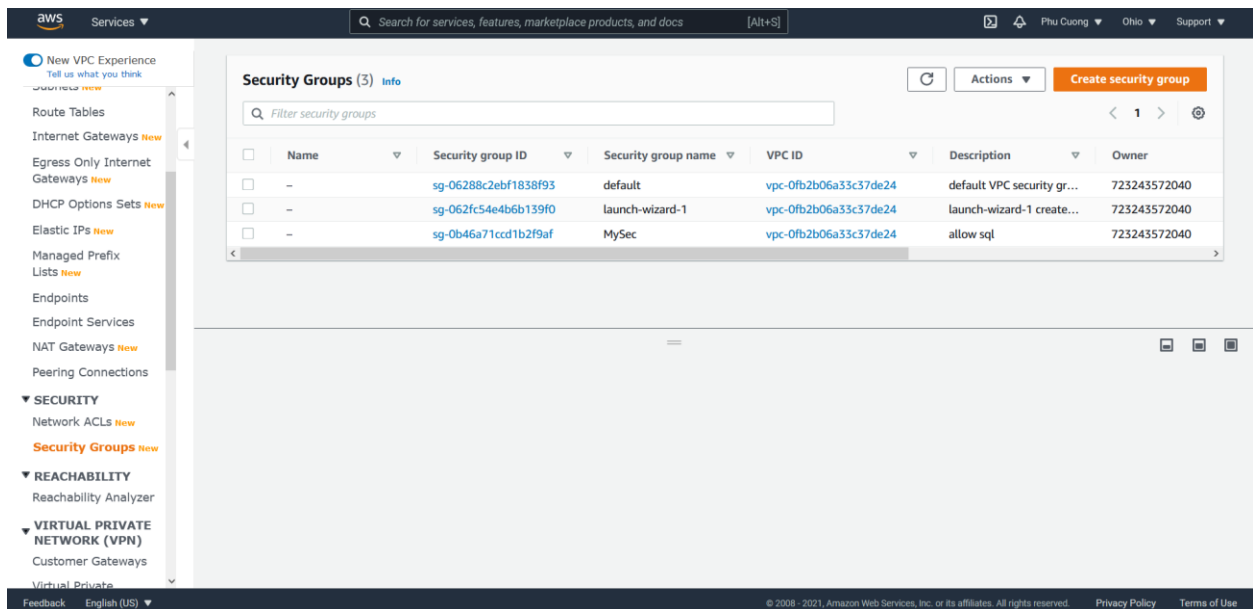 aws Services ▼ Search for services, features, marketplace products, and docs [Alt+S] Phu Cuong ▼ Ohio ▼ Support ▼
New VPC Experience
Tell us what you think
Subnets New
Route Tables
Internet Gateways New
Egress Only Internet
Gateways New
DHCP Options Sets New
Elastic IPs New
Managed Prefix
Lists New
Endpoints
Endpoint Services
NAT Gateways New
Peering Connections
▼ SECURITY
Network ACLs New
Security Groups New
▼ REACHABILITY
Reachability Analyzer
▼ VIRTUAL PRIVATE
NETWORK (VPN)
Customer Gateways
Virtual Private
Security Groups (3) Info Actions ▼ Create security group
Filter security groups < 1 >
Name Security group ID Security group name VPC ID Description Owner
– sg-06288c2ebf1838f93 default vpc-0fb2b06a33c37de24 default VPC security gr... 723243572040
– sg-062fc54e4b6b139f0 launch-wizard-1 vpc-0fb2b06a33c37de24 launch-wizard-1 create... 723243572040
– sg-0b46a71ccd1b2f9af MySec vpc-0fb2b06a33c37de24 allow sql 723243572040
Feedback English (US) ▼ © 2008 - 2021, Amazon Web Services, Inc. or its affiliates. All rights reserved. Privacy Policy Terms of Use